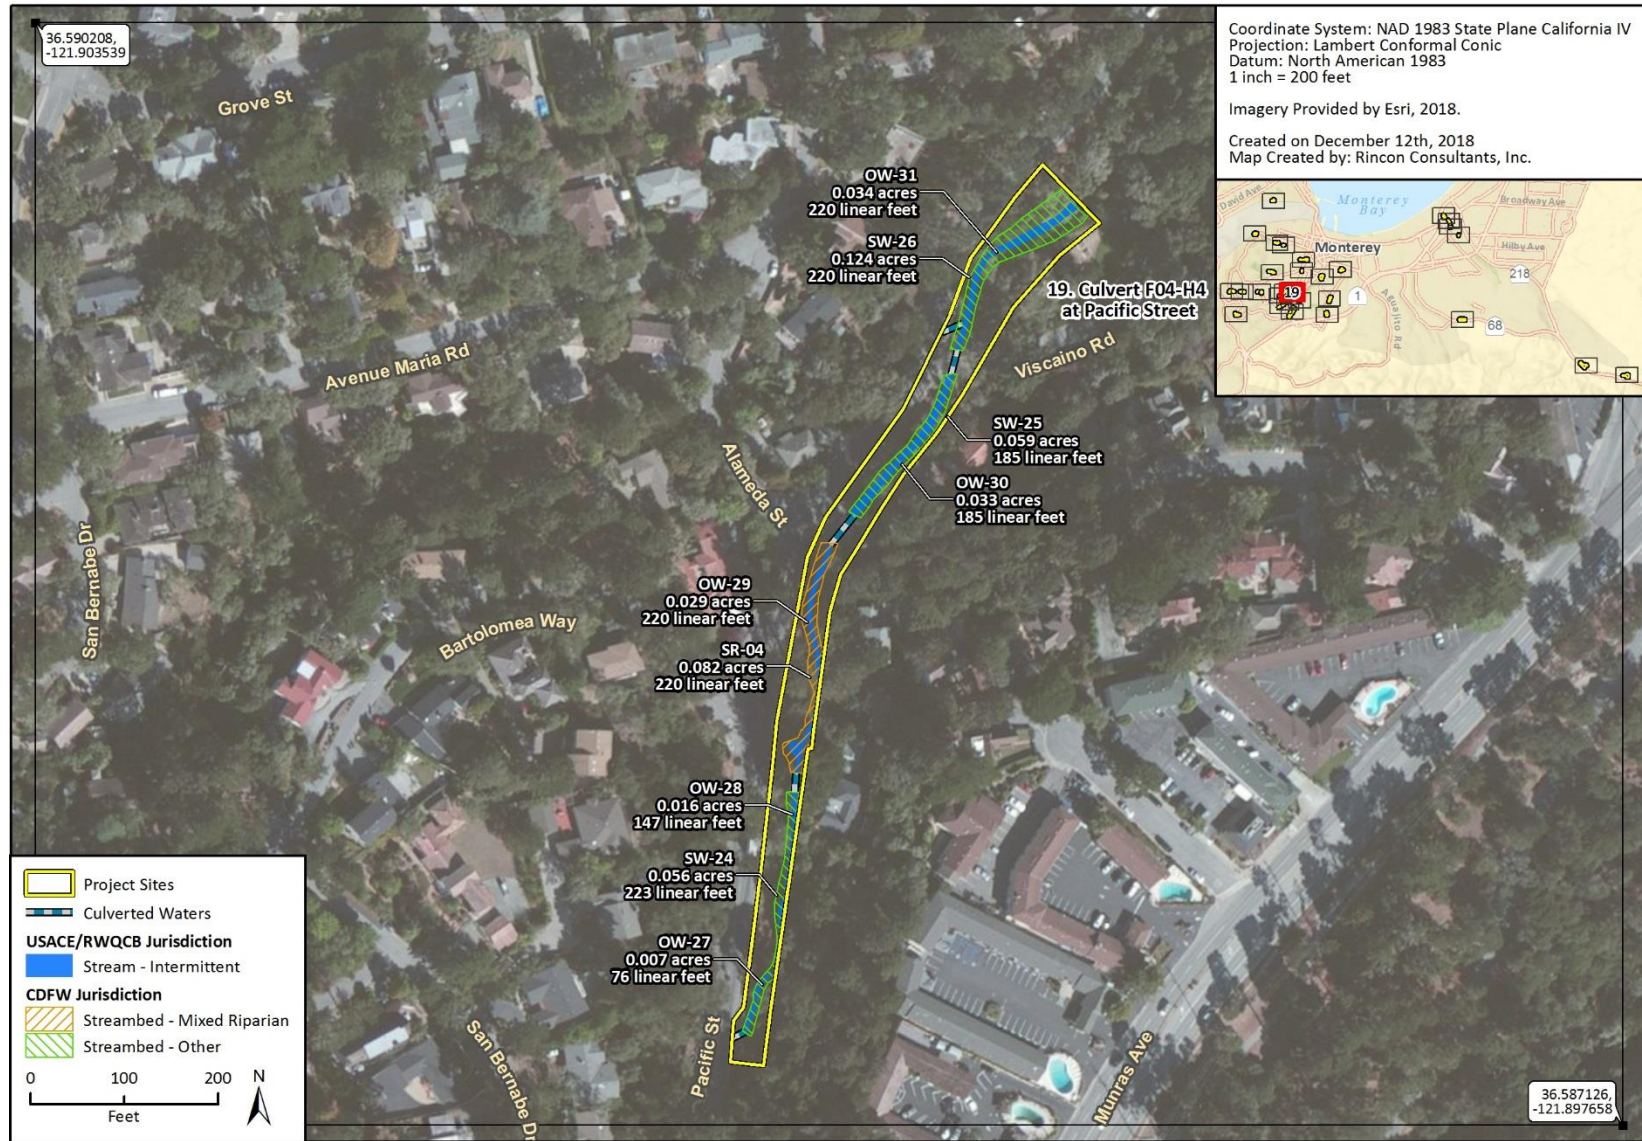 36.590208,
-121.903539
Grove St
Avenue Maria Rd
Alameda St
San Bernabe Dr
Bartolomea Way
Viscaino Rd
San Bernabe Dr
Pacific St
Munras Ave
OW-31
0.034 acres
220 linear feet
SW-26
0.124 acres
220 linear feet
19. Culvert F04-H4
at Pacific Street
SW-25
0.059 acres
185 linear feet
OW-30
0.033 acres
185 linear feet
OW-29
0.029 acres
220 linear feet
SR-04
0.082 acres
220 linear feet
OW-28
0.016 acres
147 linear feet
SW-24
0.056 acres
223 linear feet
OW-27
0.007 acres
76 linear feet
Coordinate System: NAD 1983 State Plane California IV
Projection: Lambert Conformal Conic
Datum: North American 1983
1 inch = 200 feet
Imagery Provided by Esri, 2018.
Created on December 12th, 2018
Map Created by: Rincon Consultants, Inc.
David Ave
Monterey
Bay
Broadway Ave
Monterey
Hilby Ave
218
19
1
Aguajito Rd
68
Project Sites
Culverted Waters
USACE/RWQCB Jurisdiction
Stream - Intermittent
CDFW Jurisdiction
Streambed - Mixed Riparian
Streambed - Other
0 100 200
Feet
N
36.587126,
-121.897658